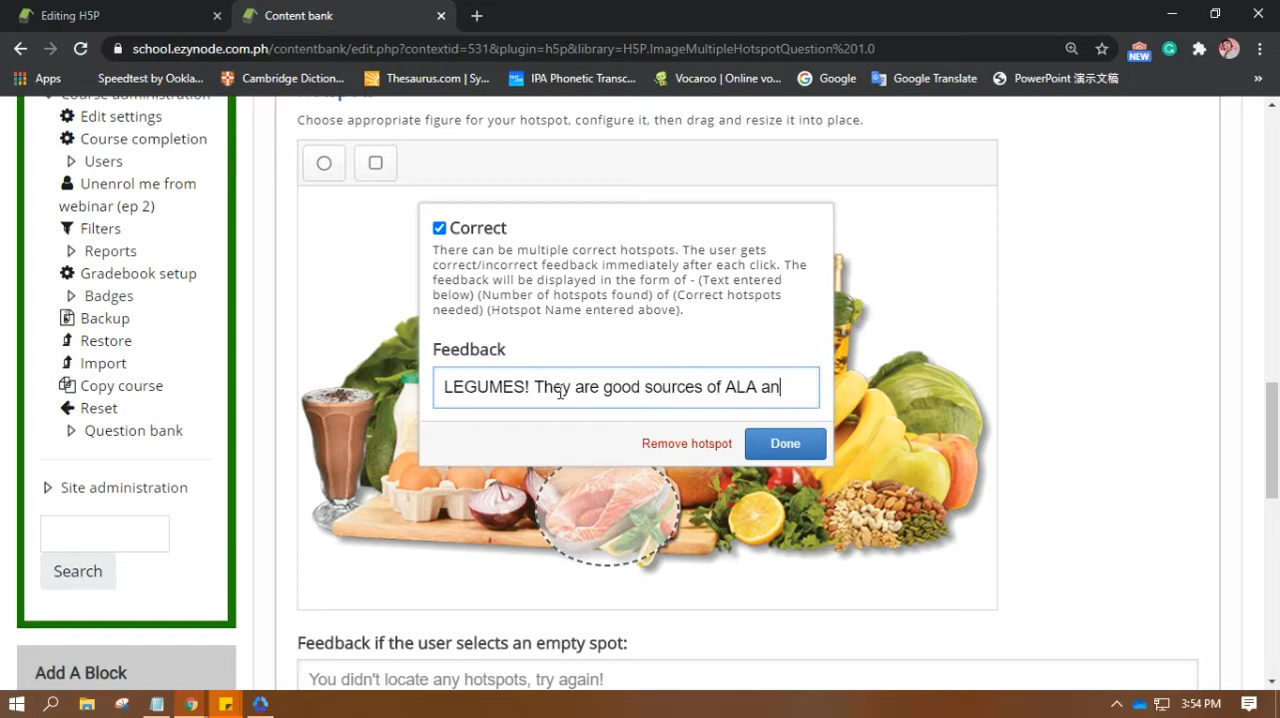 Editing H5P
Content bank
school.ezynode.com.ph/contentbank/edit.php?contextid=531&plugin=h5p&library=H5P.ImageMultipleHotspotQuestion%201.0
Apps
Speedtest by Ookla...
Cambridge Diction...
Thesaurus.com | Sy...
IPA Phonetic Transc...
Vocaroo | Online vo...
Google
Google Translate
PowerPoint 演示文稿
»
NEW
Course administration
Edit settings
Course completion
Users
Unenrol me from
webinar (ep 2)
Filters
Reports
Gradebook setup
Badges
Backup
Restore
Import
Copy course
Reset
Question bank
Site administration
Search
Add A Block
Hotspots
Choose appropriate figure for your hotspot, configure it, then drag and resize it into place.
Correct
There can be multiple correct hotspots. The user gets
correct/incorrect feedback immediately after each click. The
feedback will be displayed in the form of - (Text entered
below) (Number of hotspots found) of (Correct hotspots
needed) (Hotspot Name entered above).
Feedback
LEGUMES! They are good sources of ALA an
Remove hotspot
Done
Feedback if the user selects an empty spot:
You didn't locate any hotspots, try again!
3:54 PM